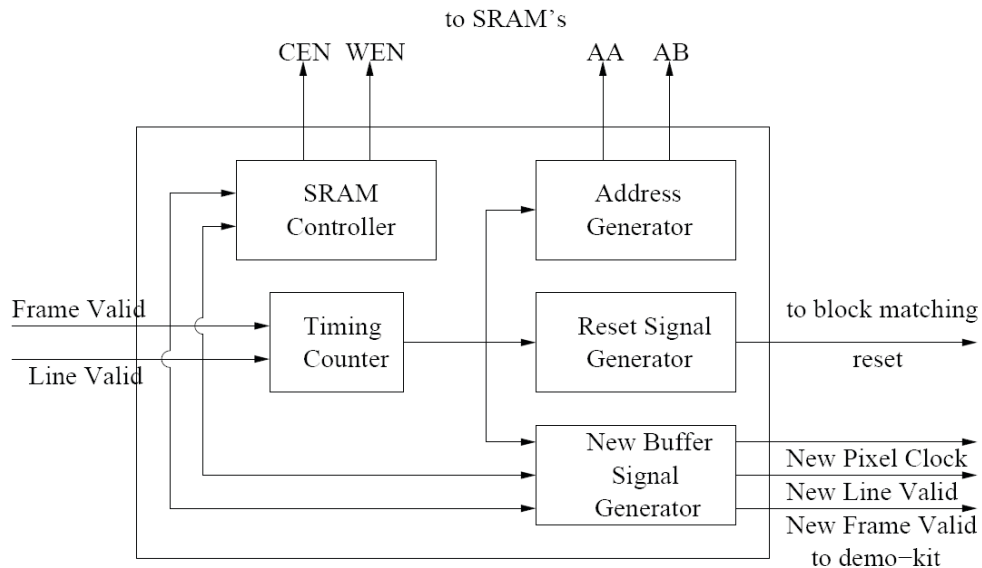 to SRAM's
CEN WEN
AA AB
SRAM
Controller
Address
Generator
Frame Valid
Line Valid
Timing
Counter
Reset Signal
Generator
to block matching
reset
New Buffer
Signal
Generator
New Pixel Clock
New Line Valid
New Frame Valid
to demo−kit